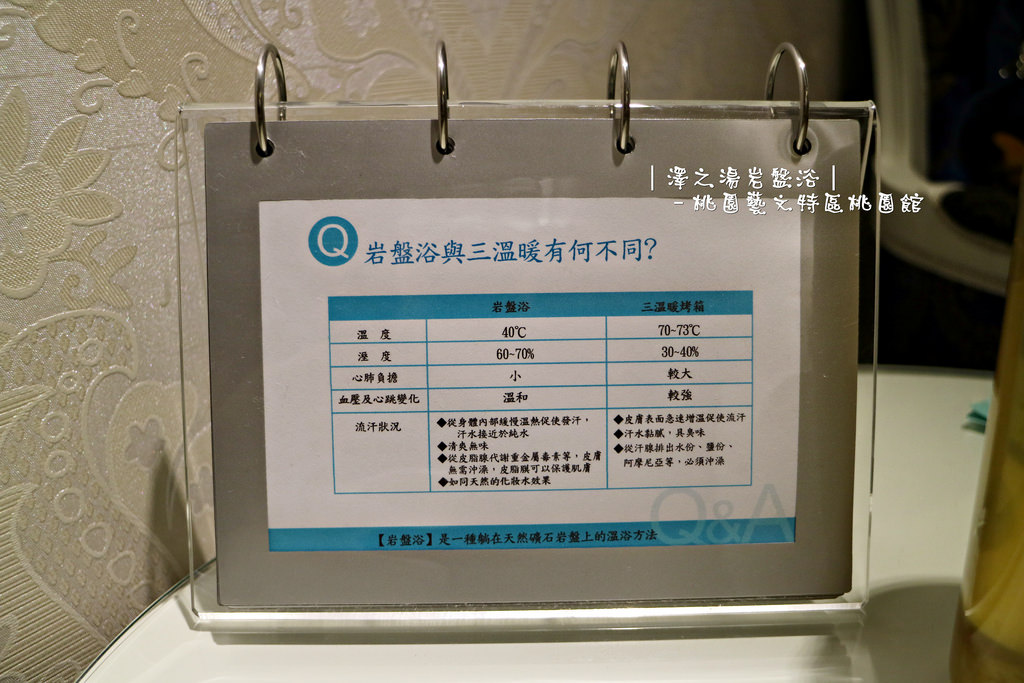 |澤之湯岩盤浴|
-桃園藝文特區桃園館
Q 岩盤浴與三溫暖有何不同?
岩盤浴 三溫暖烤箱
溫 度 40℃ 70~73℃
溼 度 60~70% 30~40%
心肺負擔 小 較大
血壓及心跳變化 溫和 較強
流汗狀況
◆從身體內部緩慢溫熱促使發汗，
汗水接近於純水
◆清爽無味
◆從皮脂腺代謝重金屬毒素等，皮膚
無需沖澡，皮脂膜可以保護肌膚
◆如同天然的化妝水效果
◆皮膚表面急速增溫促使流汗
◆汗水黏膩，具臭味
◆從汗腺排出水份、鹽份、
阿摩尼亞等，必須沖澡
Q&A
【岩盤浴】是一種躺在天然礦石岩盤上的溫浴方法